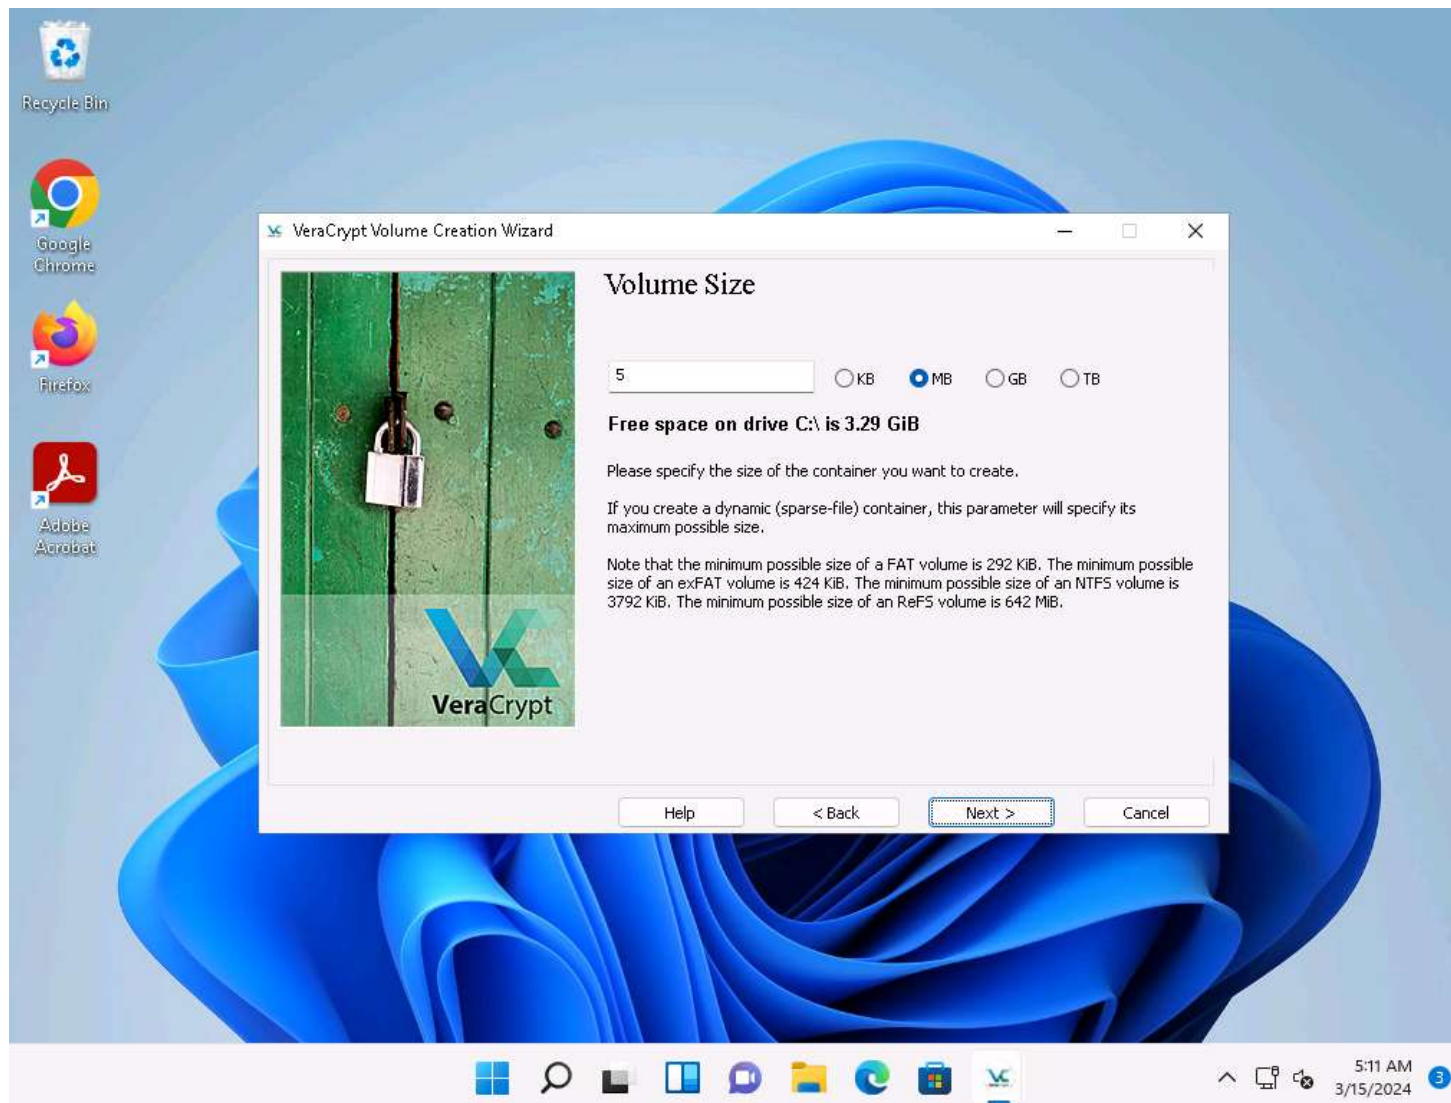 Recycle Bin
Google
Chrome
Firefox
Adobe
Acrobat
VeraCrypt Volume Creation Wizard
Volume Size
5
KB
MB
GB
TB
Free space on drive C:\ is 3.29 GiB
Please specify the size of the container you want to create.
If you create a dynamic (sparse-file) container, this parameter will specify its
maximum possible size.
Note that the minimum possible size of a FAT volume is 292 KiB. The minimum possible
size of an exFAT volume is 424 KiB. The minimum possible size of an NTFS volume is
3792 KiB. The minimum possible size of an ReFS volume is 642 MiB.
VeraCrypt
Help
< Back
Next >
Cancel
5:11 AM
3/15/2024
3